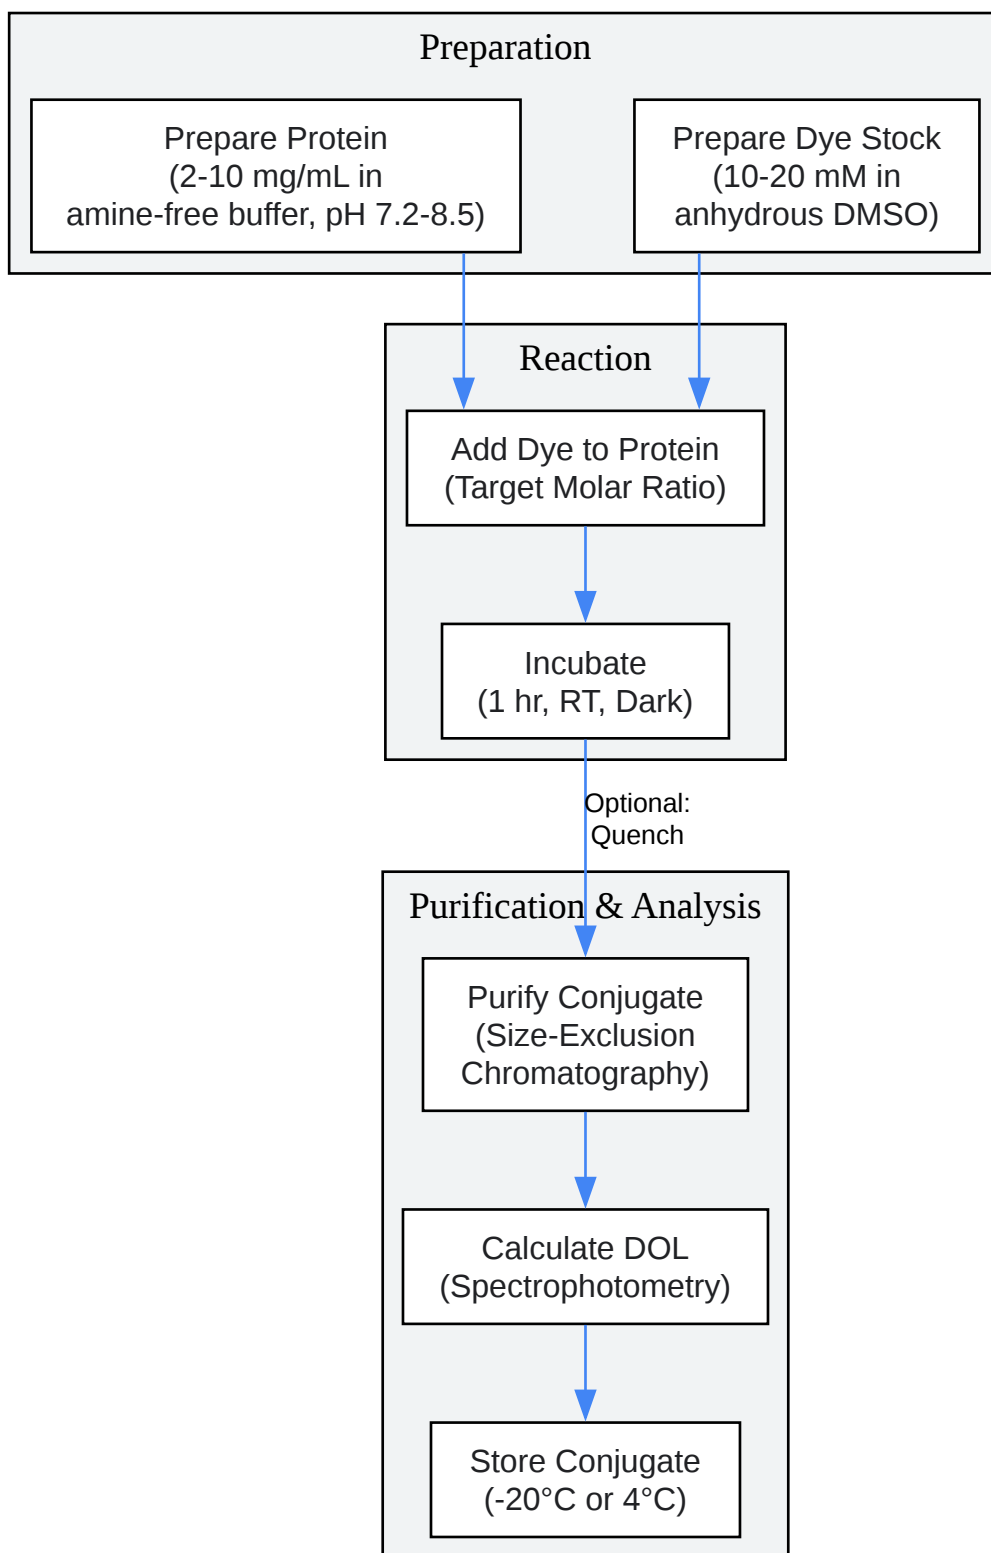 Preparation
Prepare Protein
(2-10 mg/mL in
amine-free buffer, pH 7.2-8.5)
Prepare Dye Stock
(10-20 mM in
anhydrous DMSO)
Reaction
Add Dye to Protein
(Target Molar Ratio)
Incubate
(1 hr, RT, Dark)
Optional:
Quench
Purification & Analysis
Purify Conjugate
(Size-Exclusion
Chromatography)
Calculate DOL
(Spectrophotometry)
Store Conjugate
(-20°C or 4°C)